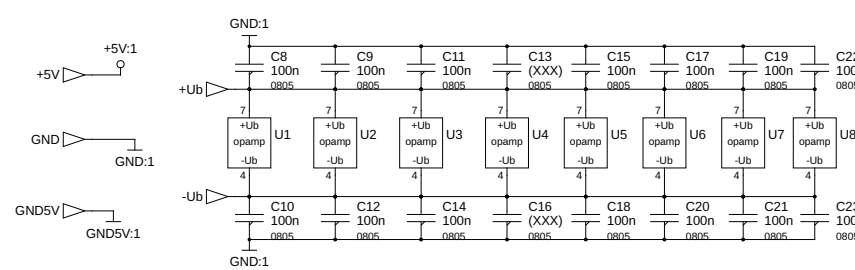 GND:1
+5V:1
+5V
C8
100n
0805
C9
100n
0805
C11
100n
0805
C13
(XXX)
0805
C15
100n
0805
C17
100n
0805
C19
100n
0805
C22
100
0805
+Ub
7 7 7 7 7 7 7 7
+Ub
opamp
-Ub
U1
+Ub
opamp
-Ub
U2
+Ub
opamp
-Ub
U3
+Ub
opamp
-Ub
U4
+Ub
opamp
-Ub
U5
+Ub
opamp
-Ub
U6
+Ub
opamp
-Ub
U7
+Ub
opamp
-Ub
U8
4 4 4 4 4 4 4 4
GND
GND:1
-Ub
GND5V
GND5V:1
C10
100n
0805
C12
100n
0805
C14
100n
0805
C16
(XXX)
0805
C18
100n
0805
C20
100n
0805
C21
100n
0805
C23
100
0805
GND:1